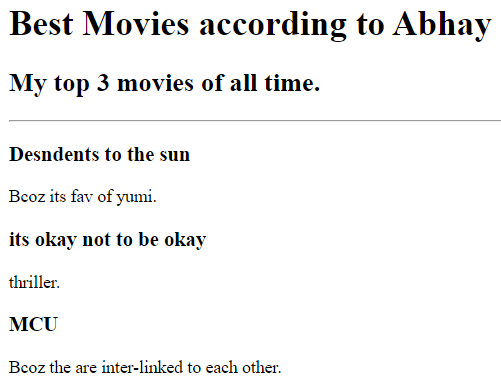 Best Movies according to Abhay
My top 3 movies of all time.
Desndents to the sun
Bcoz its fav of yumi.
its okay not to be okay
thriller.
MCU
Bcoz the are inter-linked to each other.